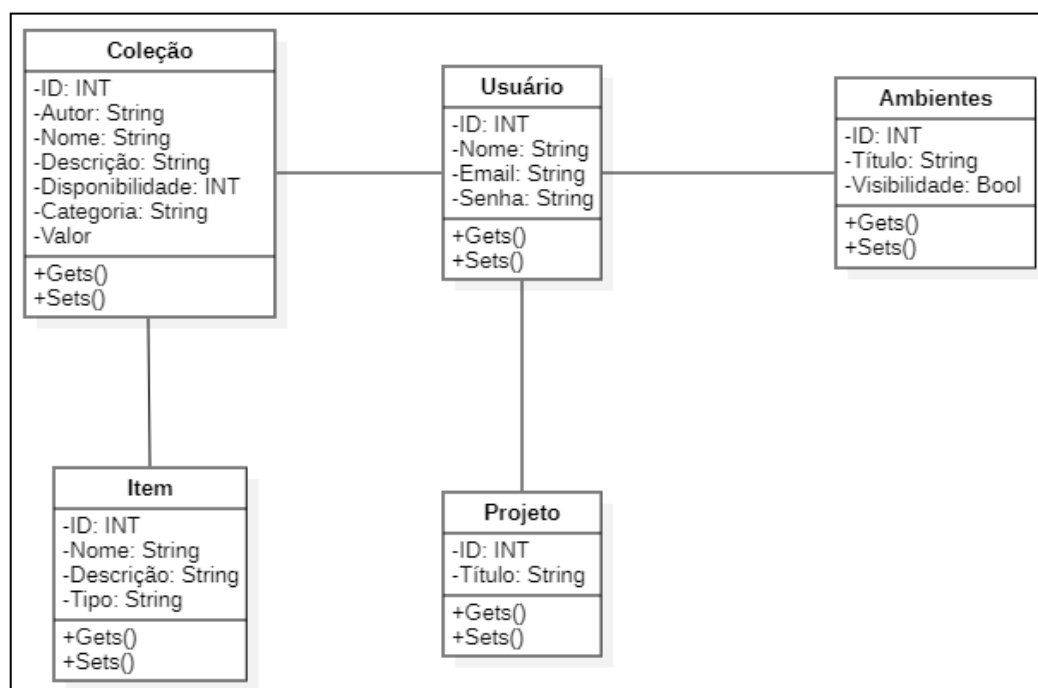 Coleção
-ID: INT
-Autor: String
-Nome: String
-Descrição: String
-Disponibilidade: INT
-Categoria: String
-Valor
+Gets()
+Sets()
Usuário
-ID: INT
-Nome: String
-Email: String
-Senha: String
+Gets()
+Sets()
Ambientes
-ID: INT
-Título: String
-Visibilidade: Bool
+Gets()
+Sets()
Item
-ID: INT
-Nome: String
-Descrição: String
-Tipo: String
+Gets()
+Sets()
Projeto
-ID: INT
-Título: String
+Gets()
+Sets()